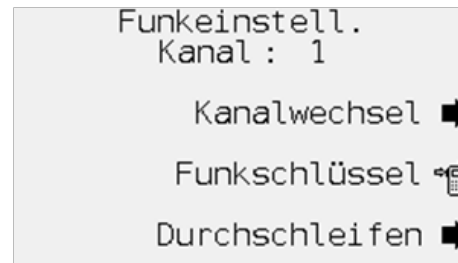 Funkeinstell.
Kanal : 1
Kanalwechsel
Funkschlüssel
Durchschleifen